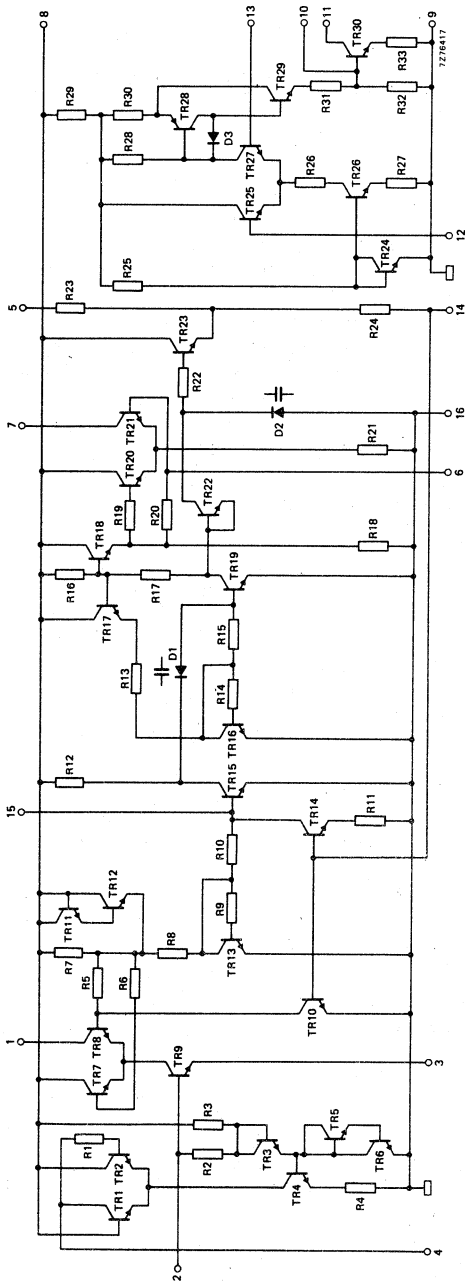 8
R29
R30
R28
TR28
D3
TR27
TR25
R25
TR29
13
10
11
TR30
R31
R33
R32
9
7Z76417
R26
TR26
R27
TR24
12
5
R23
TR23
R22
R24
14
7
TR21
TR20
R19
R20
TR18
TR22
D2
16
R21
6
R16
TR17
R17
R18
TR19
R13
D1
R15
R14
TR16
R12
TR15
15
R10
TR14
R11
TR11
TR12
R7
R5
R6
R8
R9
TR13
1
TR8
TR7
TR10
TR9
3
R1
TR2
TR1
R3
R2
TR3
TR5
TR4
TR6
R4
2
4